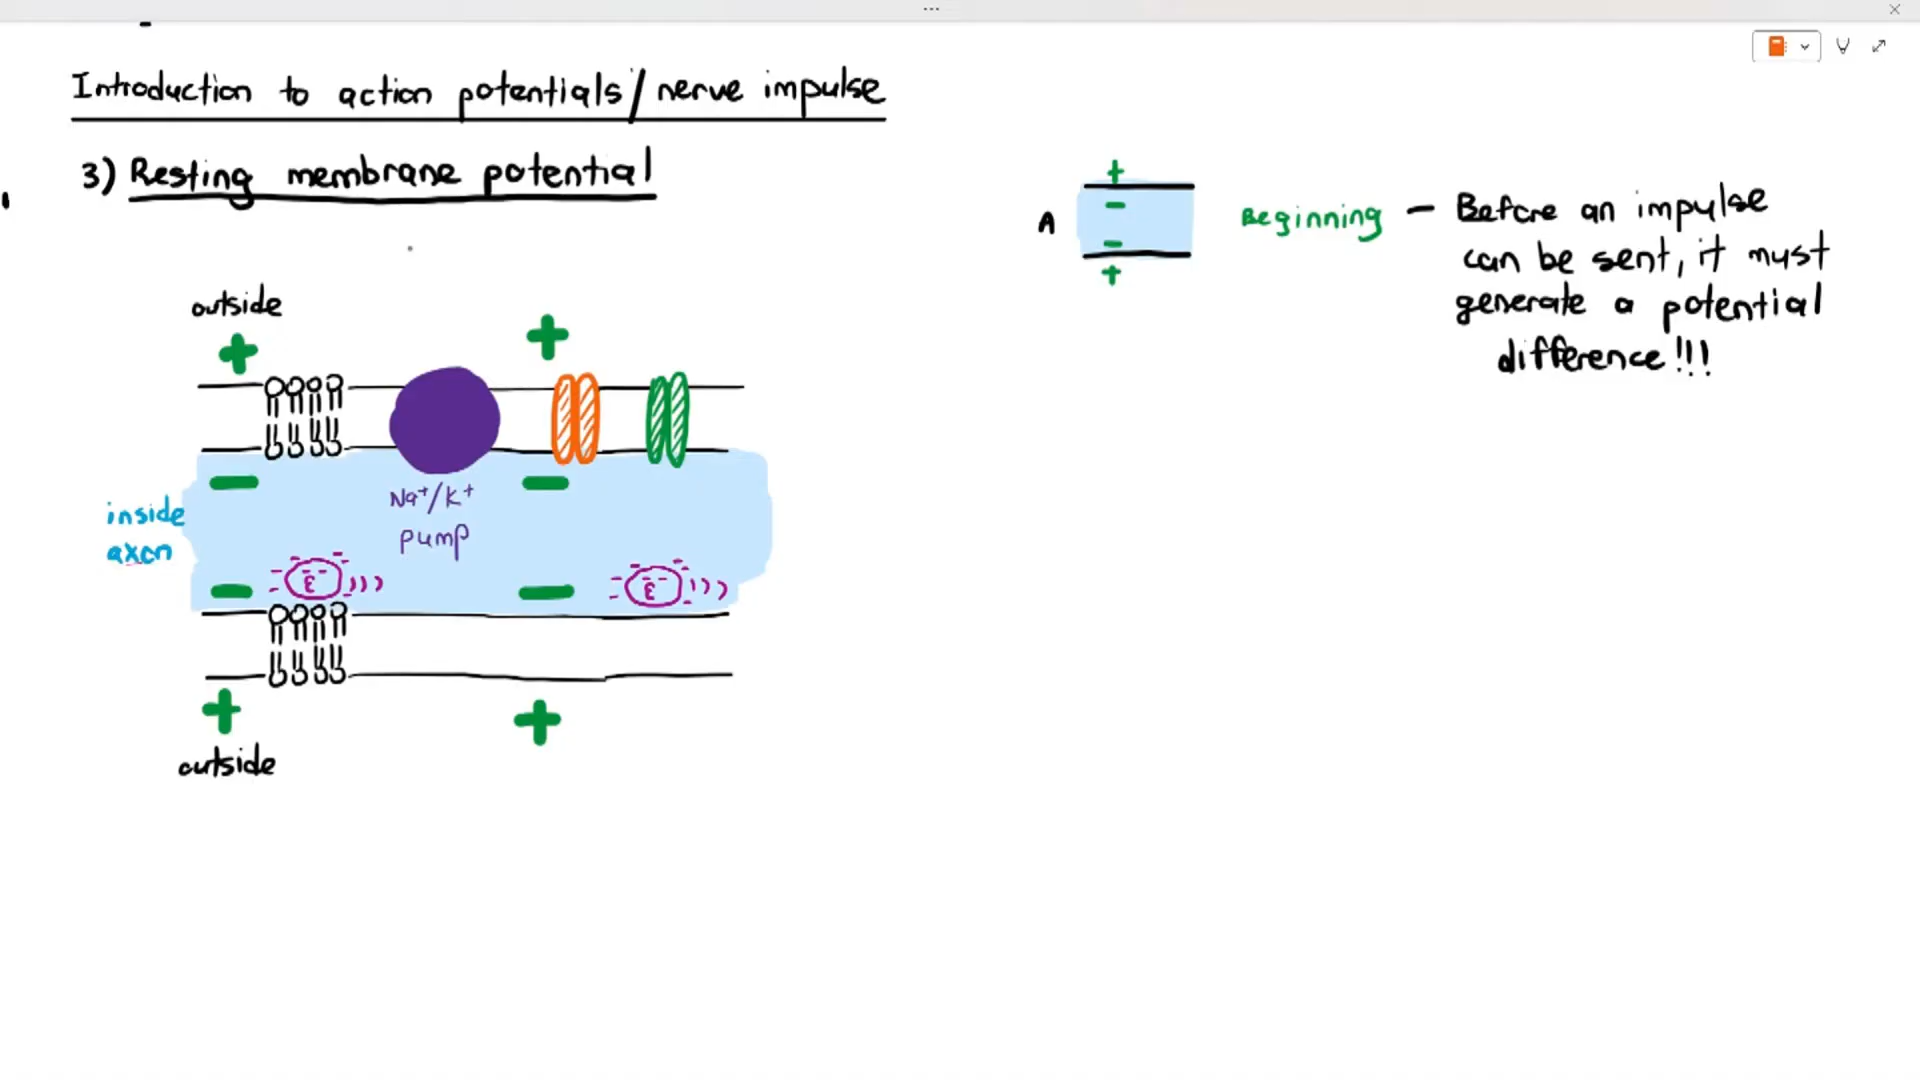 Introduction to action potentials/nerve impulse
3) Resting membrane potential
A
Beginning – Before an impulse
can be sent, it must
generate a potential
difference!!!
outside
+ +
- -
Na⁺/K⁺
pump
inside
axon
- -
+ +
outside